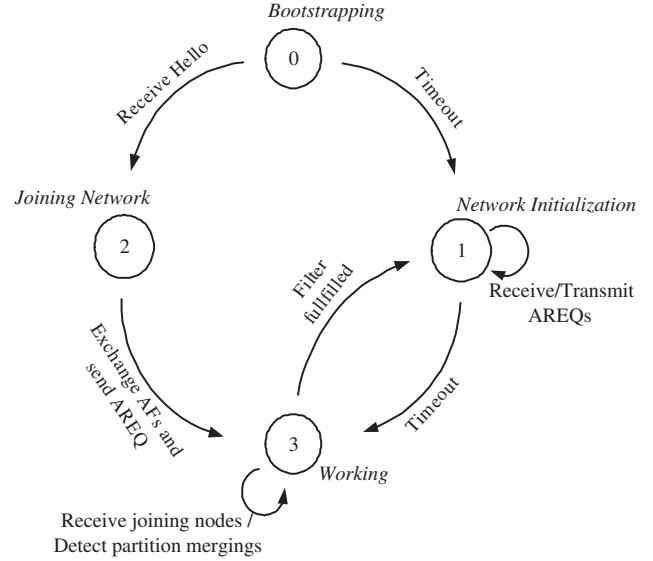 Bootstrapping
0
Receive Hello
Timeout
Joining Network
2
Network Initialization
1
Receive/Transmit
AREQs
Filter
fullfilled
Exchange AFs and
send AREQ
Timeout
3
Working
Receive joining nodes /
Detect partition mergings